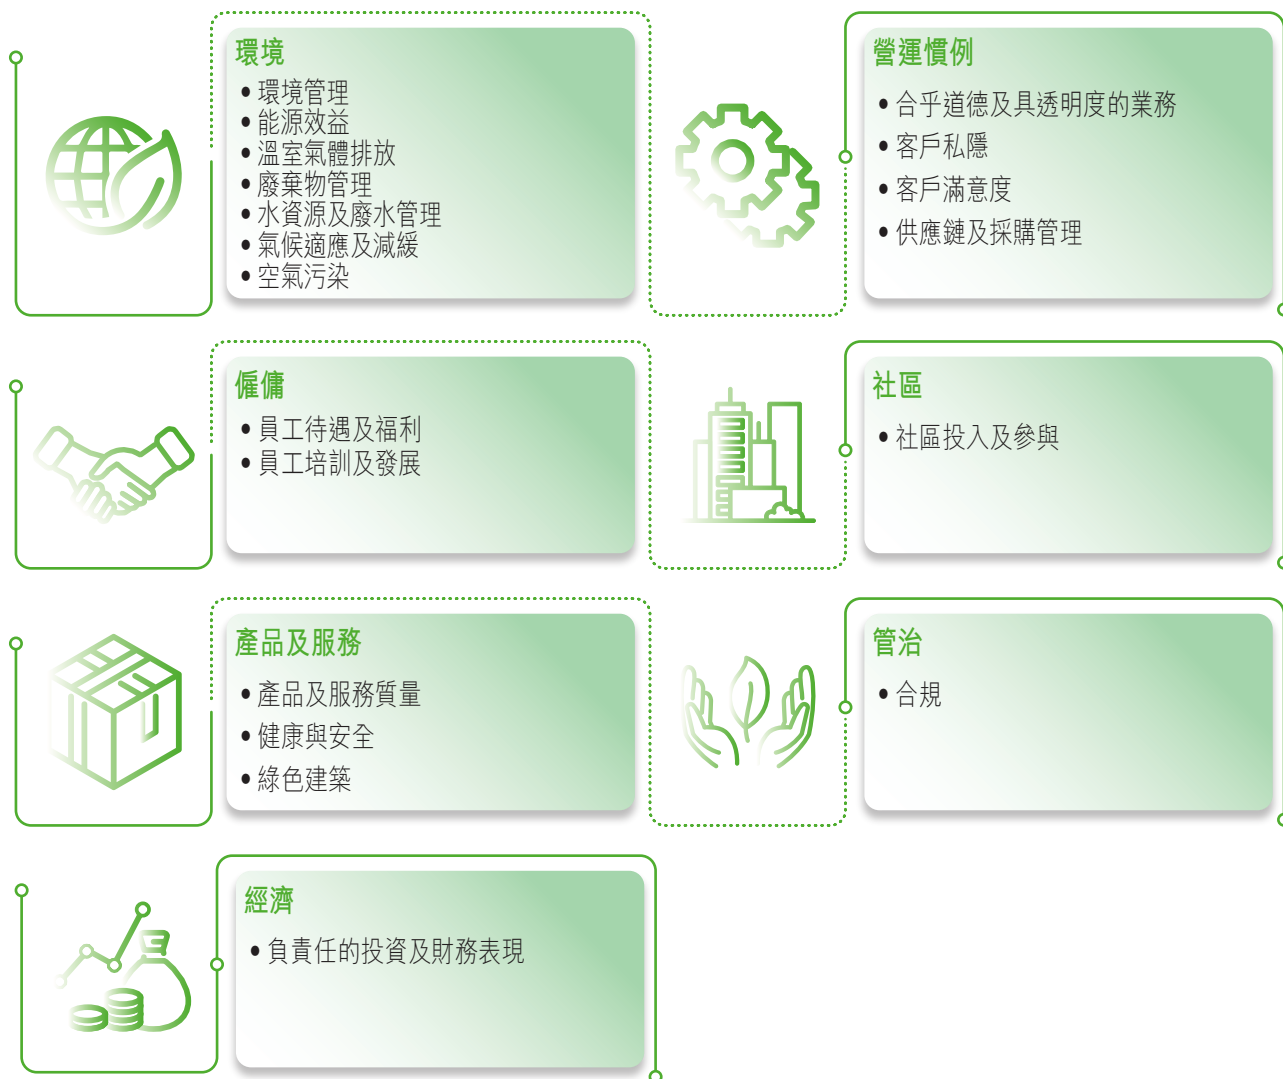 環境
• 環境管理
• 能源效益
• 溫室氣體排放
• 廢棄物管理
• 水資源及廢水管理
• 氣候適應及減緩
• 空氣污染
營運慣例
• 合乎道德及具透明度的業務
• 客戶私隱
• 客戶滿意度
• 供應鏈及採購管理
僱傭
• 員工待遇及福利
• 員工培訓及發展
社區
• 社區投入及參與
產品及服務
• 產品及服務質量
• 健康與安全
• 綠色建築
管治
• 合規
經濟
• 負責任的投資及財務表現